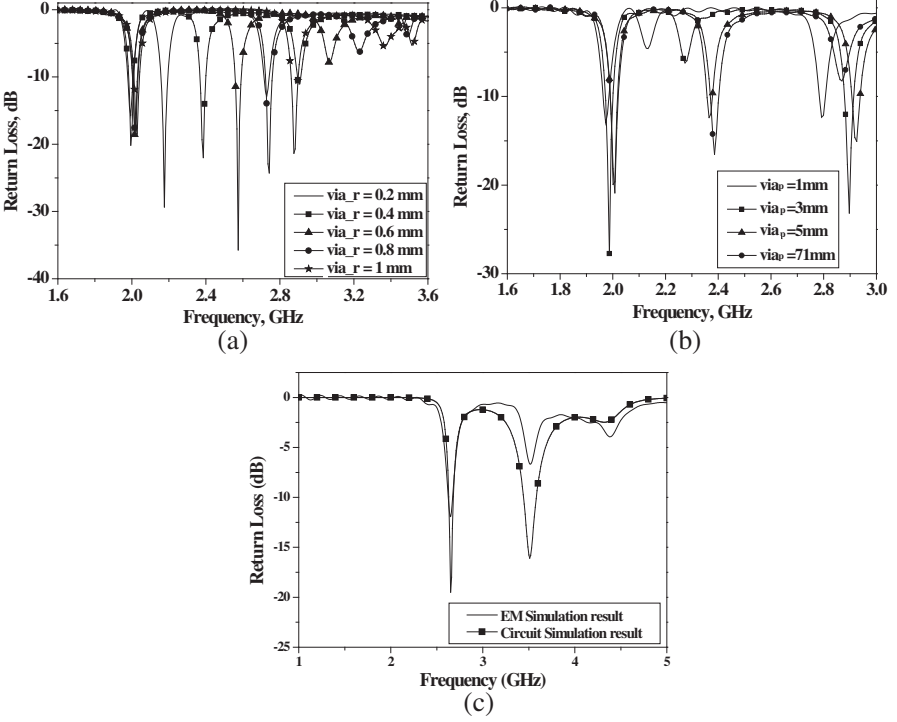 0
-10
-20
-30
-40
1.6 2.0 2.4 2.8 3.2 3.6
Return Loss, dB
Frequency, GHz
via_r = 0.2 mm
via_r = 0.4 mm
via_r = 0.6 mm
via_r = 0.8 mm
via_r = 1 mm
(a)
0
-10
-20
-30
1.6 1.8 2.0 2.2 2.4 2.6 2.8 3.0
Return Loss, dB
Frequency, GHz
viap =1mm
viap =3mm
viap =5mm
viap =71mm
(b)
0
-5
-10
-15
-20
-25
1 2 3 4 5
Return Loss (dB)
Frequency (GHz)
EM Simulation result
Circuit Simulation result
(c)